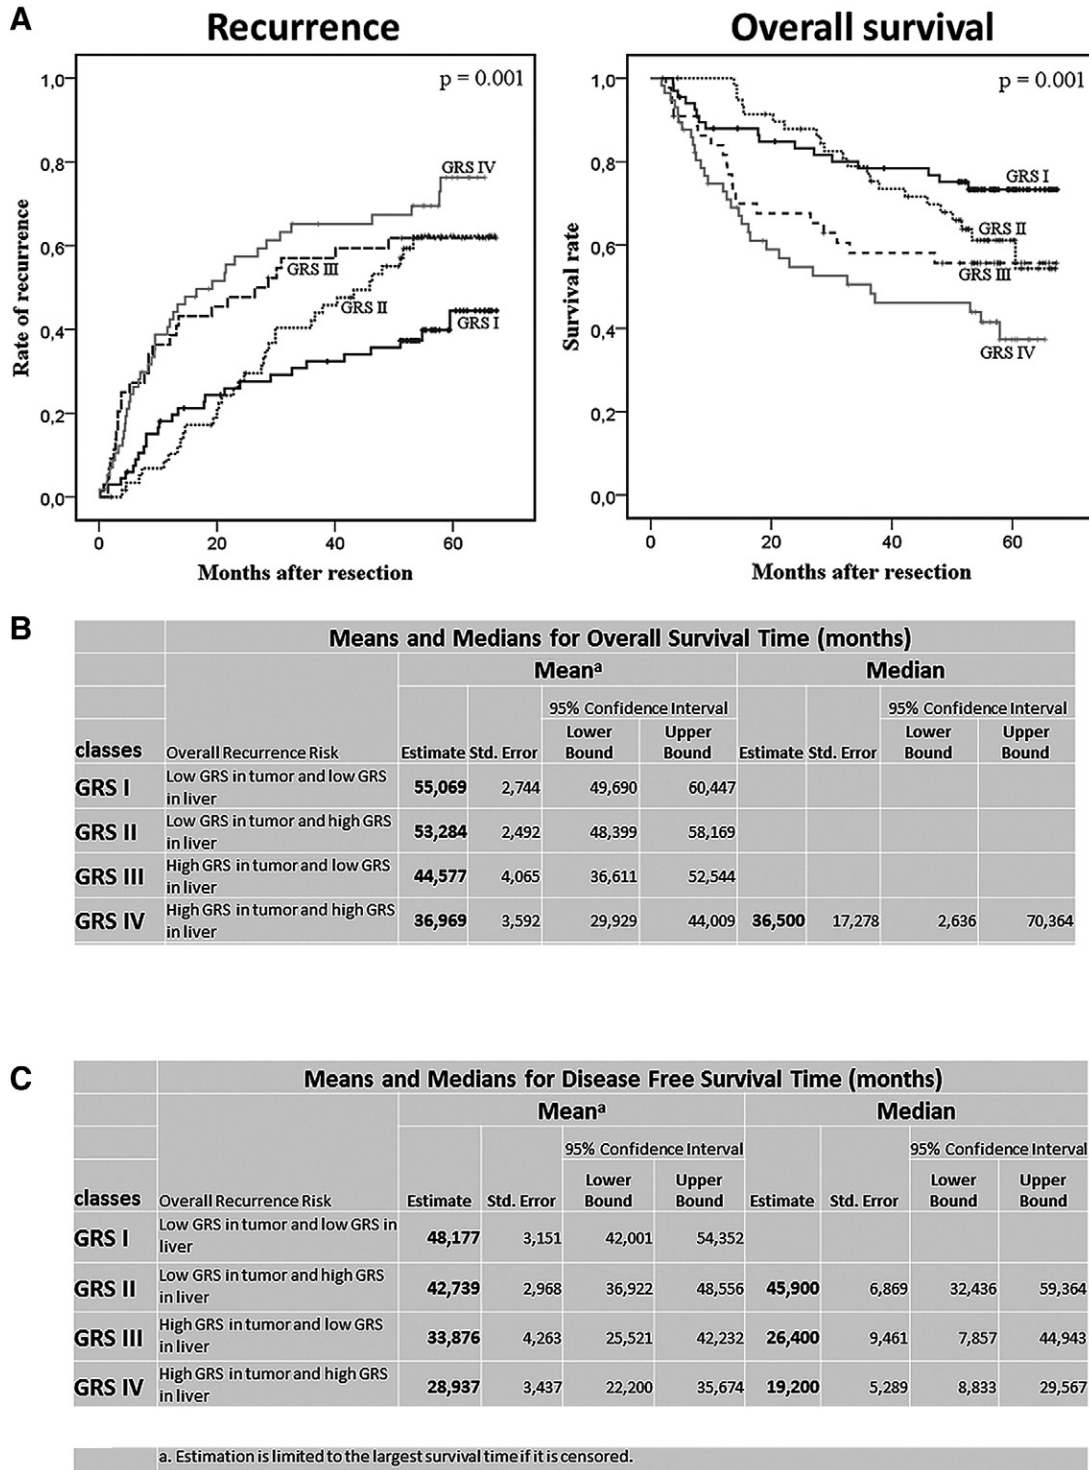 A
Recurrence
Overall survival
p = 0.001
1,0
0,8
0,6
0,4
0,2
0,0
Rate of recurrence
GRS IV
GRS III
GRS II
GRS I
0 20 40 60
Months after resection
p = 0.001
1,0
0,8
0,6
0,4
0,2
0,0
Survival rate
GRS I
GRS II
GRS III
GRS IV
0 20 40 60
Months after resection
B
Means and Medians for Overall Survival Time (months)
Meanᵃ Median
95% Confidence Interval 95% Confidence Interval
classes Overall Recurrence Risk Estimate Std. Error Lower Bound Upper Bound Estimate Std. Error Lower Bound Upper Bound
GRS I Low GRS in tumor and low GRS in liver 55,069 2,744 49,690 60,447
GRS II Low GRS in tumor and high GRS in liver 53,284 2,492 48,399 58,169
GRS III High GRS in tumor and low GRS in liver 44,577 4,065 36,611 52,544
GRS IV High GRS in tumor and high GRS in liver 36,969 3,592 29,929 44,009 36,500 17,278 2,636 70,364
C
Means and Medians for Disease Free Survival Time (months)
Meanᵃ Median
95% Confidence Interval 95% Confidence Interval
classes Overall Recurrence Risk Estimate Std. Error Lower Bound Upper Bound Estimate Std. Error Lower Bound Upper Bound
GRS I Low GRS in tumor and low GRS in liver 48,177 3,151 42,001 54,352
GRS II Low GRS in tumor and high GRS in liver 42,739 2,968 36,922 48,556 45,900 6,869 32,436 59,364
GRS III High GRS in tumor and low GRS in liver 33,876 4,263 25,521 42,232 26,400 9,461 7,857 44,943
GRS IV High GRS in tumor and high GRS in liver 28,937 3,437 22,200 35,674 19,200 5,289 8,833 29,567
a. Estimation is limited to the largest survival time if it is censored.